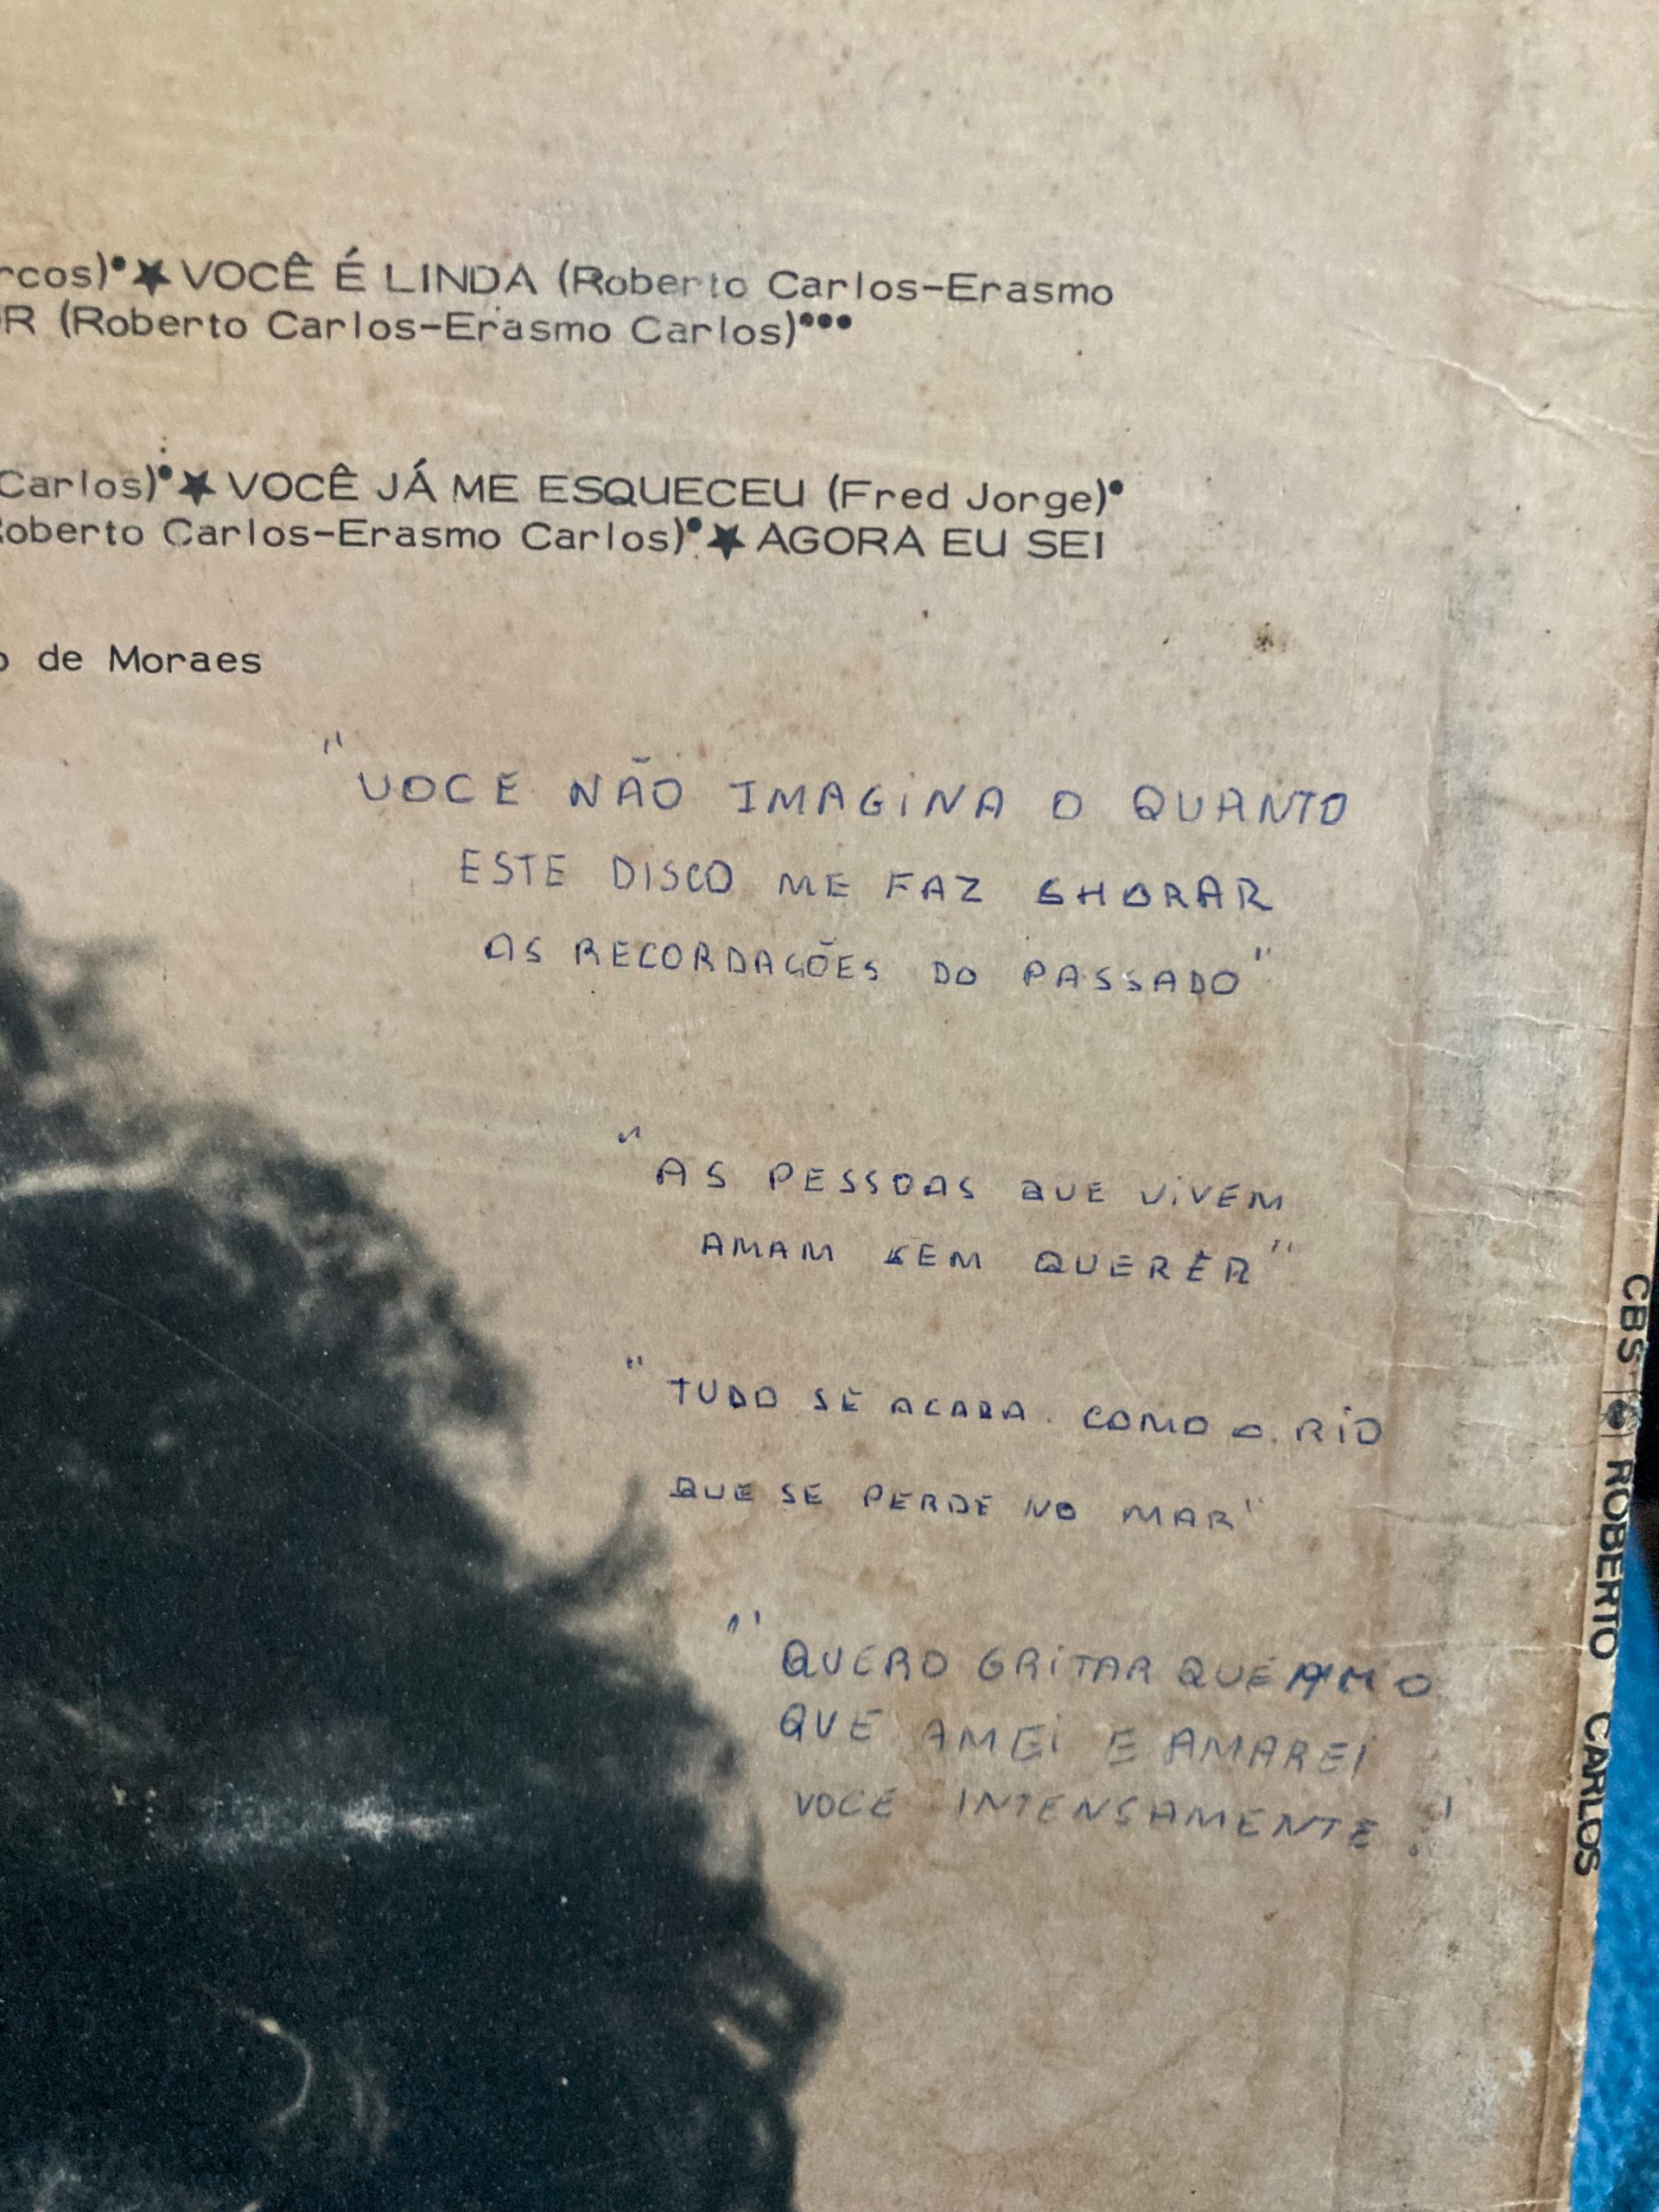 rcos)•★VOCÊ É LINDA (Roberto Carlos-Erasmo
R (Roberto Carlos-Erasmo Carlos)•••
Carlos)•★VOCÊ JÁ ME ESQUECEU (Fred Jorge)•
oberto Carlos-Erasmo Carlos)•★AGORA EU SEI
o de Moraes
"VOCE NÃO IMAGINA O QUANTO
ESTE DISCO ME FAZ CHORAR
AS RECORDAÇÕES DO PASSADO"
"AS PESSOAS QUE VIVEM
AMAM SEM QUERÉR"
"TUDO SE ACABA. COMO O. RIO
QUE SE PERDE NO MAR"
"QUERO GRITAR QUE AMO
QUE AMEI E AMAREI
VOCE INTENSAMENTE."
CBS ROBERTO CARLOS